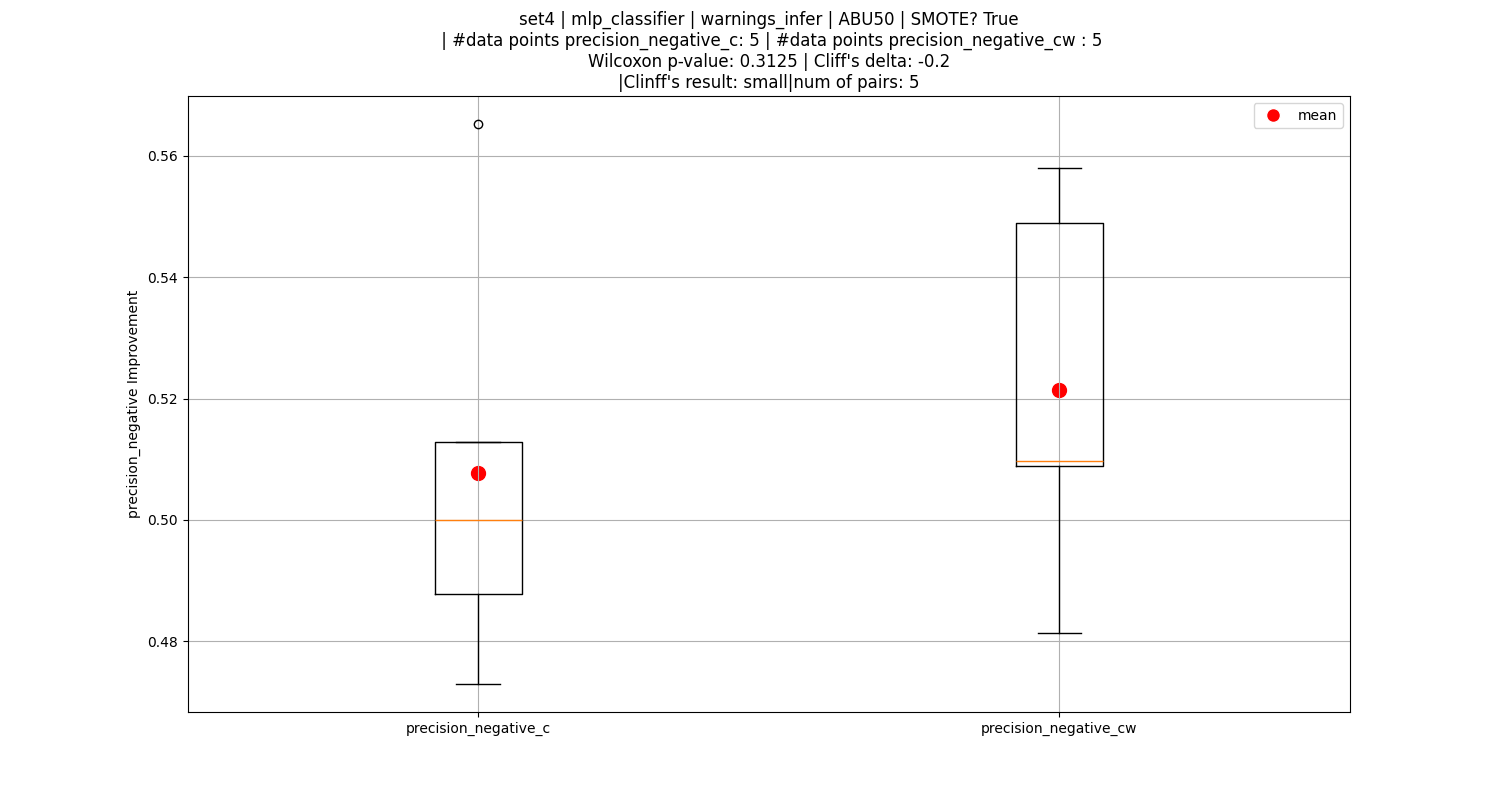 set4 | mlp_classifier | warnings_infer | ABU50 | SMOTE? True
| #data points precision_negative_c: 5 | #data points precision_negative_cw : 5
Wilcoxon p-value: 0.3125 | Cliff's delta: -0.2
|Clinff's result: small|num of pairs: 5
mean
0.56
0.54
0.52
0.50
0.48
precision_negative Improvement
precision_negative_c
precision_negative_cw